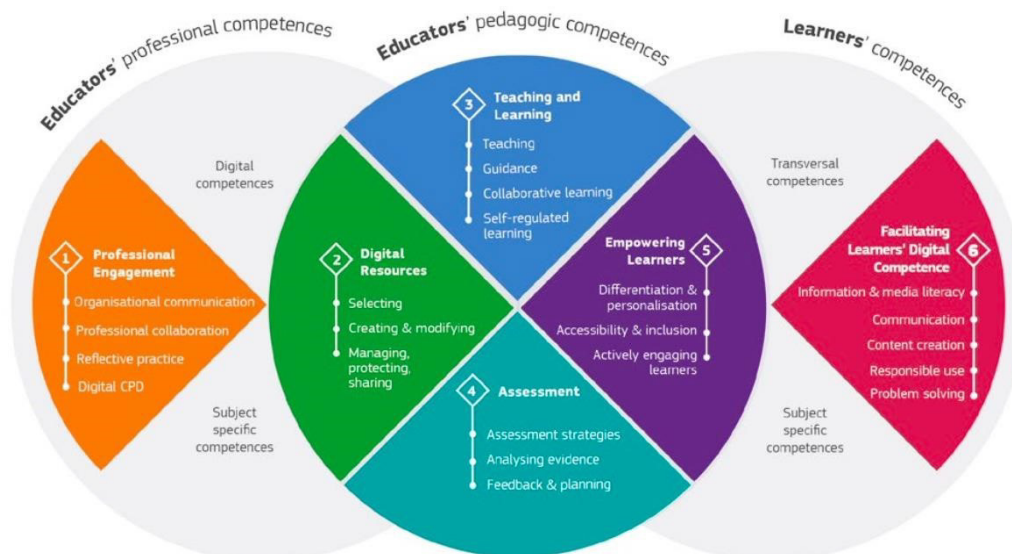 Educators' professional competences
Educators' pedagogic competences
Learners' competences
Digital
competences
Subject
specific
competences
1
Professional
Engagement
Organisational communication
Professional collaboration
Reflective practice
Digital CPD
2
Digital
Resources
Selecting
Creating & modifying
Managing,
protecting,
sharing
3
Teaching and
Learning
Teaching
Guidance
Collaborative learning
Self-regulated
learning
4
Assessment
Assessment strategies
Analysing evidence
Feedback & planning
5
Empowering
Learners
Differentiation &
personalisation
Accessibility & inclusion
Actively engaging
learners
Transversal
competences
Subject
specific
competences
6
Facilitating
Learners' Digital
Competence
Information & media literacy
Communication
Content creation
Responsible use
Problem solving